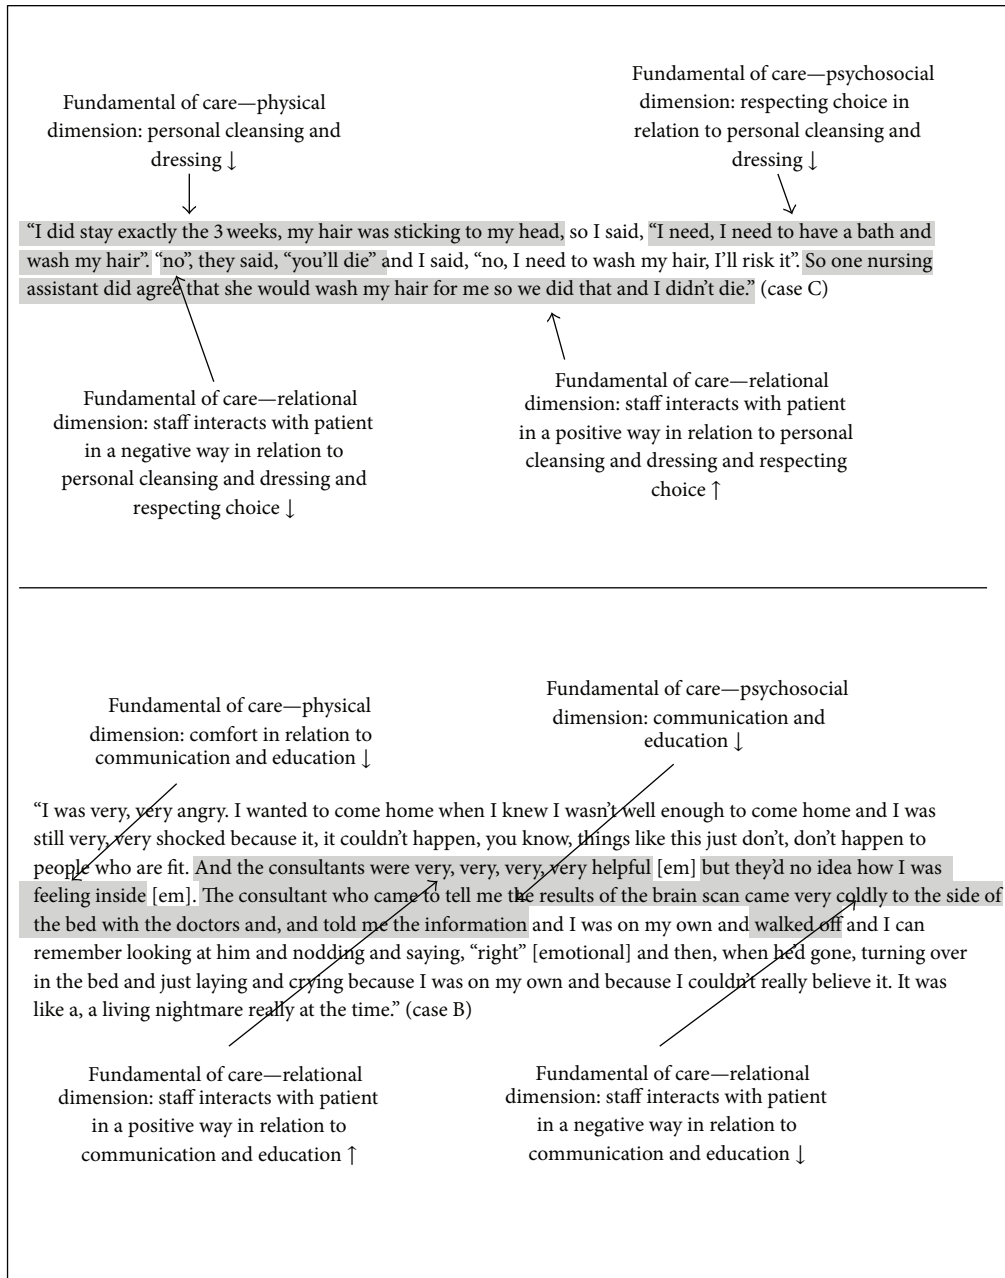 Fundamental of care—physical
dimension: personal cleansing and
dressing ↓
Fundamental of care—psychosocial
dimension: respecting choice in
relation to personal cleansing and
dressing ↓
“I did stay exactly the 3 weeks, my hair was sticking to my head, so I said, “I need, I need to have a bath and
wash my hair”. “no”, they said, “you’ll die” and I said, “no, I need to wash my hair, I’ll risk it”. So one nursing
assistant did agree that she would wash my hair for me so we did that and I didn’t die.” (case C)
Fundamental of care—relational
dimension: staff interacts with patient
in a negative way in relation to
personal cleansing and dressing and
respecting choice ↓
Fundamental of care—relational
dimension: staff interacts with patient
in a positive way in relation to personal
cleansing and dressing and respecting
choice ↑
Fundamental of care—physical
dimension: comfort in relation to
communication and education ↓
Fundamental of care—psychosocial
dimension: communication and
education ↓
“I was very, very angry. I wanted to come home when I knew I wasn’t well enough to come home and I was
still very, very shocked because it, it couldn’t happen, you know, things like this just don’t, don’t happen to
people who are fit. And the consultants were very, very, very, very helpful [em] but they’d no idea how I was
feeling inside [em]. The consultant who came to tell me the results of the brain scan came very coldly to the side of
the bed with the doctors and, and told me the information and I was on my own and walked off and I can
remember looking at him and nodding and saying, “right” [emotional] and then, when he’d gone, turning over
in the bed and just laying and crying because I was on my own and because I couldn’t really believe it. It was
like a, a living nightmare really at the time.” (case B)
Fundamental of care—relational
dimension: staff interacts with patient
in a positive way in relation to
communication and education ↑
Fundamental of care—relational
dimension: staff interacts with patient
in a negative way in relation to
communication and education ↓